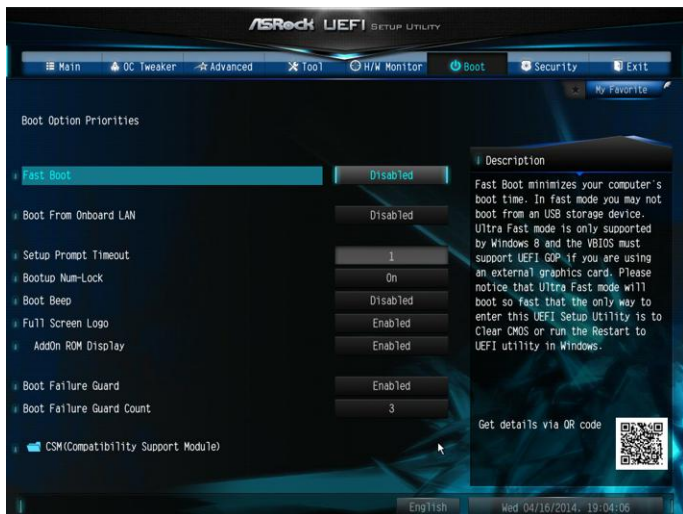 ASRock UEFI SETUP UTILITY
Main OC Tweaker Advanced Tool H/W Monitor Boot Security Exit
My Favorite
Boot Option Priorities
Fast Boot Disabled
Boot From Onboard LAN Disabled
Setup Prompt Timeout 1
Bootup Num-Lock On
Boot Beep Disabled
Full Screen Logo Enabled
AddOn ROM Display Enabled
Boot Failure Guard Enabled
Boot Failure Guard Count 3
CSM(Compatibility Support Module)
Description
Fast Boot minimizes your computer's
boot time. In fast mode you may not
boot from an USB storage device.
Ultra Fast mode is only supported
by Windows 8 and the VBIOS must
support UEFI GOP if you are using
an external graphics card. Please
notice that Ultra Fast mode will
boot so fast that the only way to
enter this UEFI Setup Utility is to
Clear CMOS or run the Restart to
UEFI utility in Windows.
Get details via QR code
English Wed 04/16/2014. 19:04:06